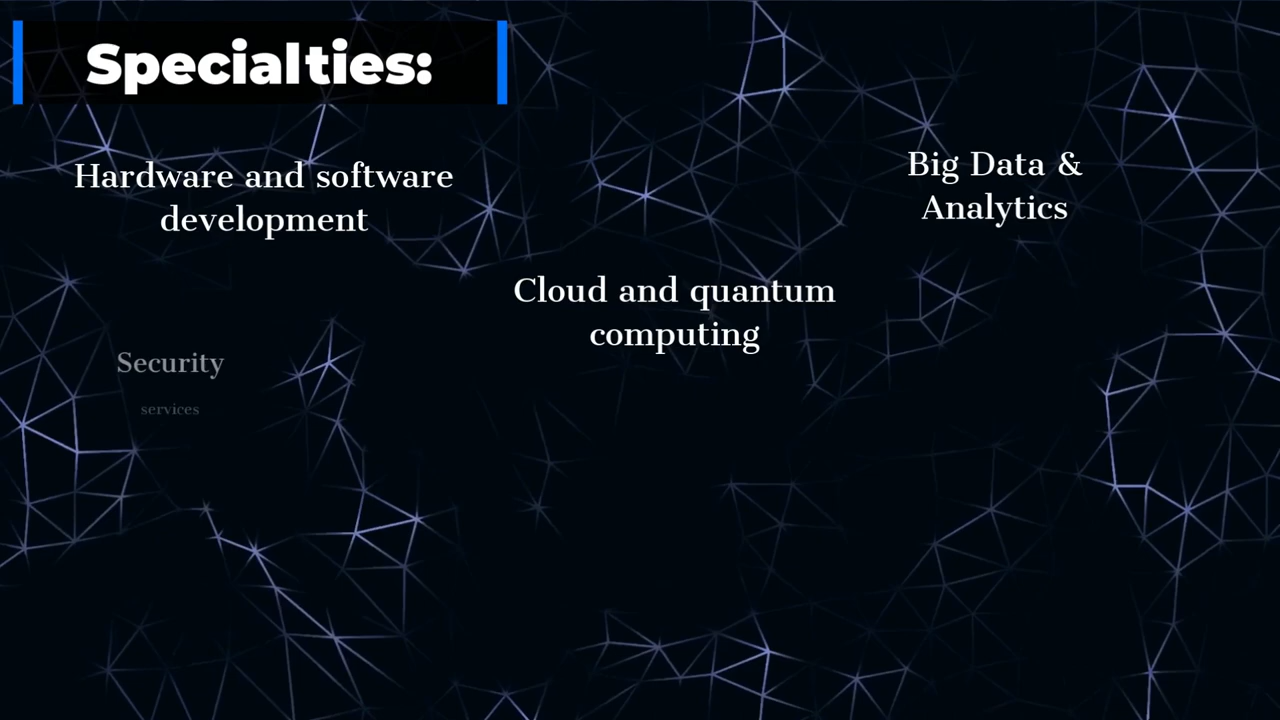 Specialties:
Hardware and software
development
Big Data &
Analytics
Cloud and quantum
computing
Security
services